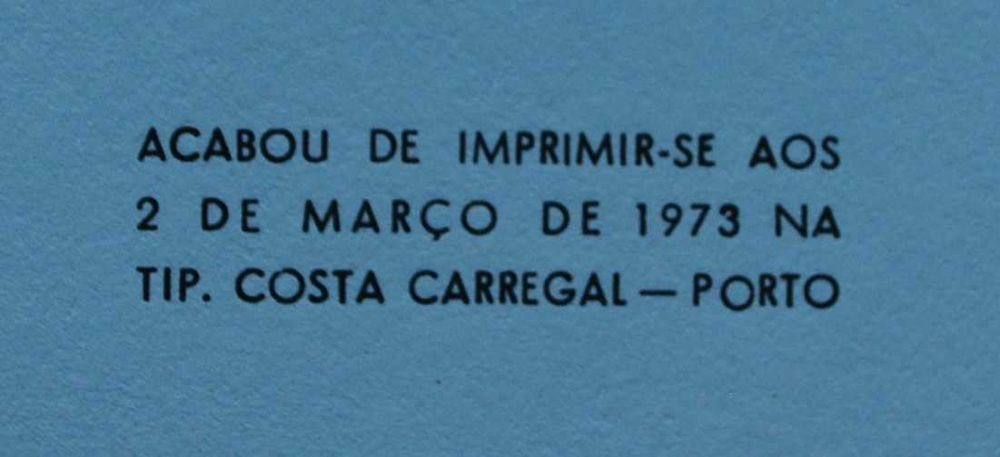 ACABOU DE IMPRIMIR-SE AOS
2 DE MARÇO DE 1973 NA
TIP. COSTA CARREGAL — PORTO